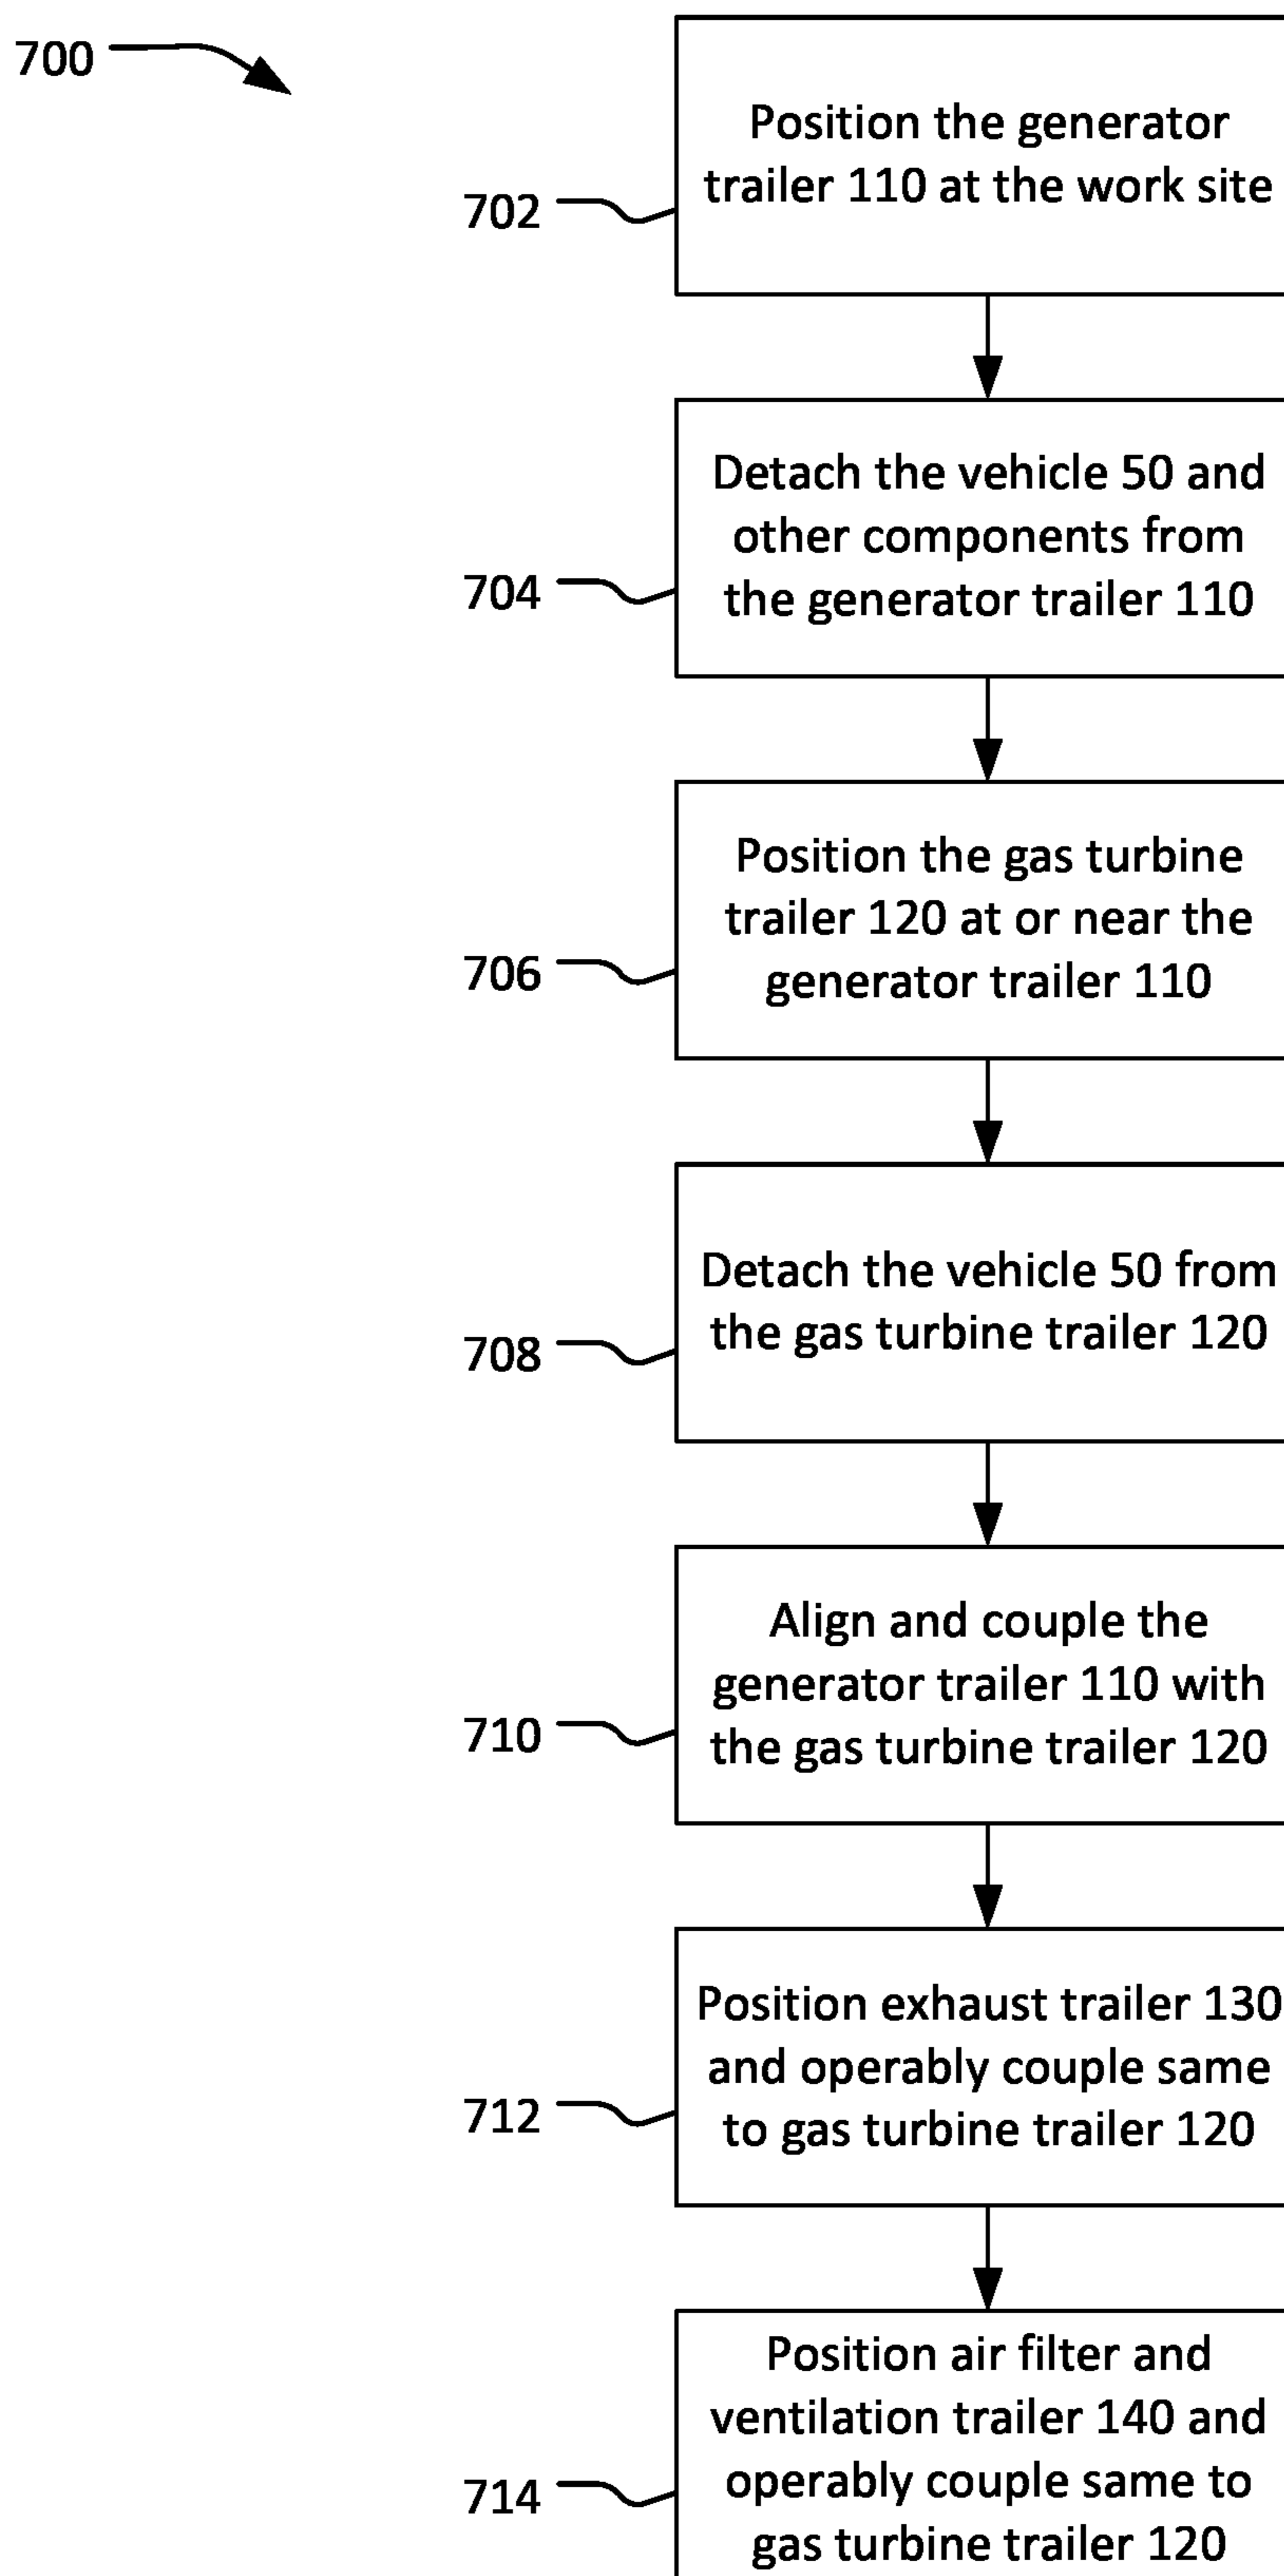 700
Position the generator
trailer 110 at the work site
702
Detach the vehicle 50 and
other components from
the generator trailer 110
704
Position the gas turbine
trailer 120 at or near the
generator trailer 110
706
Detach the vehicle 50 from
the gas turbine trailer 120
708
Align and couple the
generator trailer 110 with
the gas turbine trailer 120
710
Position exhaust trailer 130
and operably couple same
to gas turbine trailer 120
712
Position air filter and
ventilation trailer 140 and
operably couple same to
gas turbine trailer 120
714